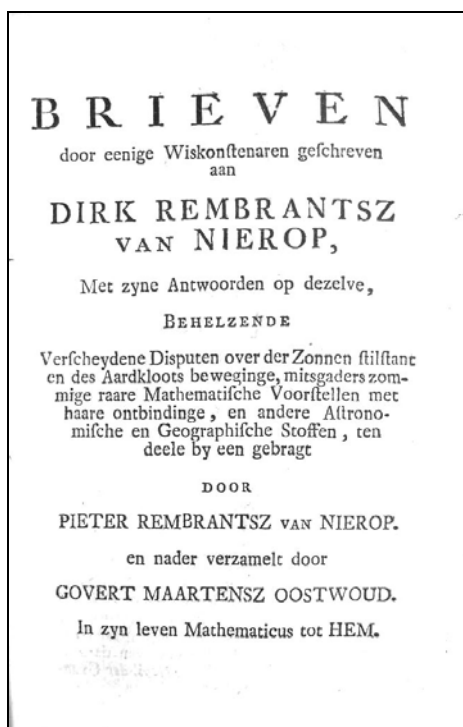 BRIEVEN
door eenige Wiskonſtenaren geſchreven
aan
DIRK REMBRANTSZ
VAN NIEROP,
Met zyne Antwoorden op dezelve,
BEHELZENDE
Verſcheydene Disputen over der Zonnen ſtilſtant
en des Aardkloots beweginge, mitsgaders zom-
mige raare Mathematiſche Voorſtellen met
haare ontbindinge, en andere Aſtrono-
miſche en Geographiſche Stoffen, ten
deele by een gebragt
DOOR
PIETER REMBRANTSZ VAN NIEROP.
en nader verzamelt door
GOVERT MAARTENSZ OOSTWOUD.
In zyn leven Mathematicus tot HEM.